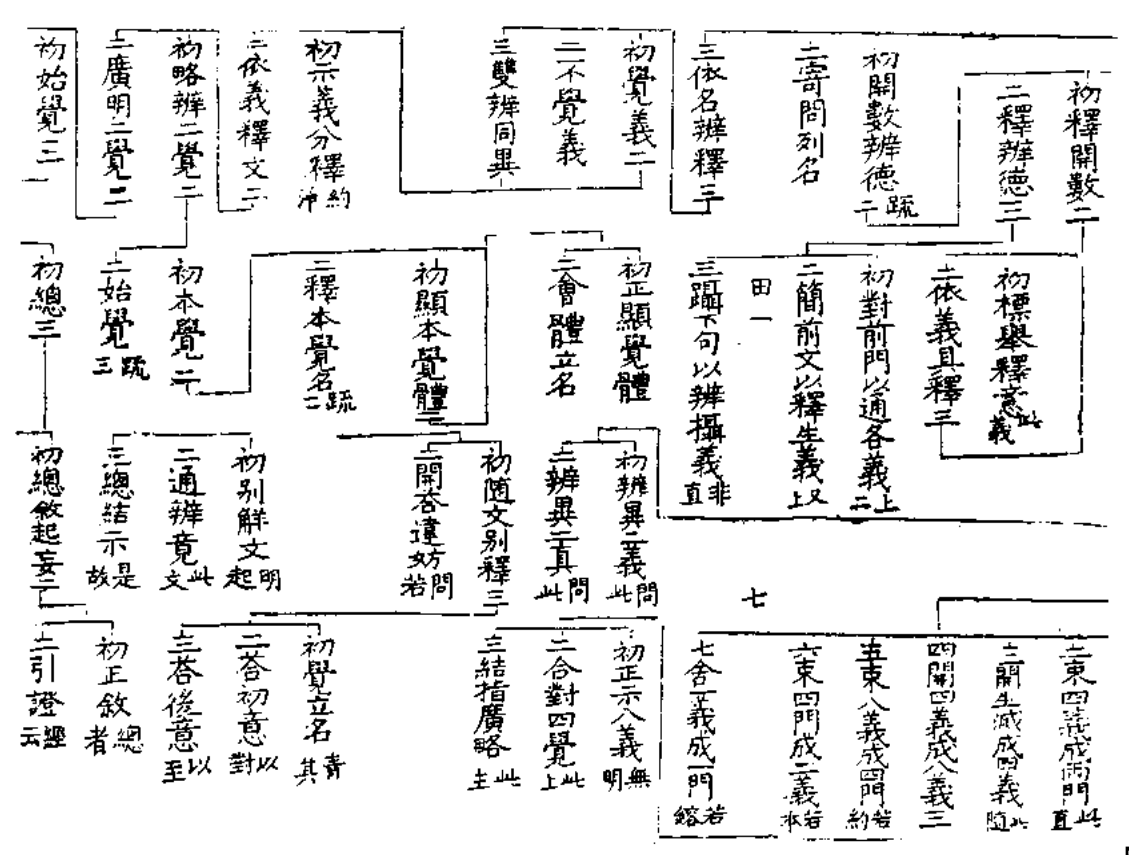 初釋開數二
二釋辨德三
初開數辨德二疏
二寄問列名
三依名辨釋三
初覺義二
二不覺義
三雙辨同異
初示義分釋
二依義釋文二
初略辨二覺二
二廣明二覺二
初始覺三
初標舉釋意此義
二依義具釋三
初對前門以通各義上二
二簡前文以釋生義又上
田一
三躡下句以辨攝義非直
初正顯覺體
二會體立名
初顯本覺體二
二釋本覺名疏二
初本覺二
二始覺疏三
初總三
初辨異二義問此
二辨異二真問此
初隨文別釋三
二開荅違妨問若
初別解文明起
二通辨竟此文
三總結示是故
初總敘起妄二
七
二束四義成兩門此直
三開生滅成四義此隨
四開四義成八義三
五束八義成四門若約
六束四門成二義若本
七舍二義成一門若鎔
初正示八義無明
二合對四覺此上
三結指廣略此
初覺立名
二荅初意以對
三荅後意以至
初正敘總者
二引證經云